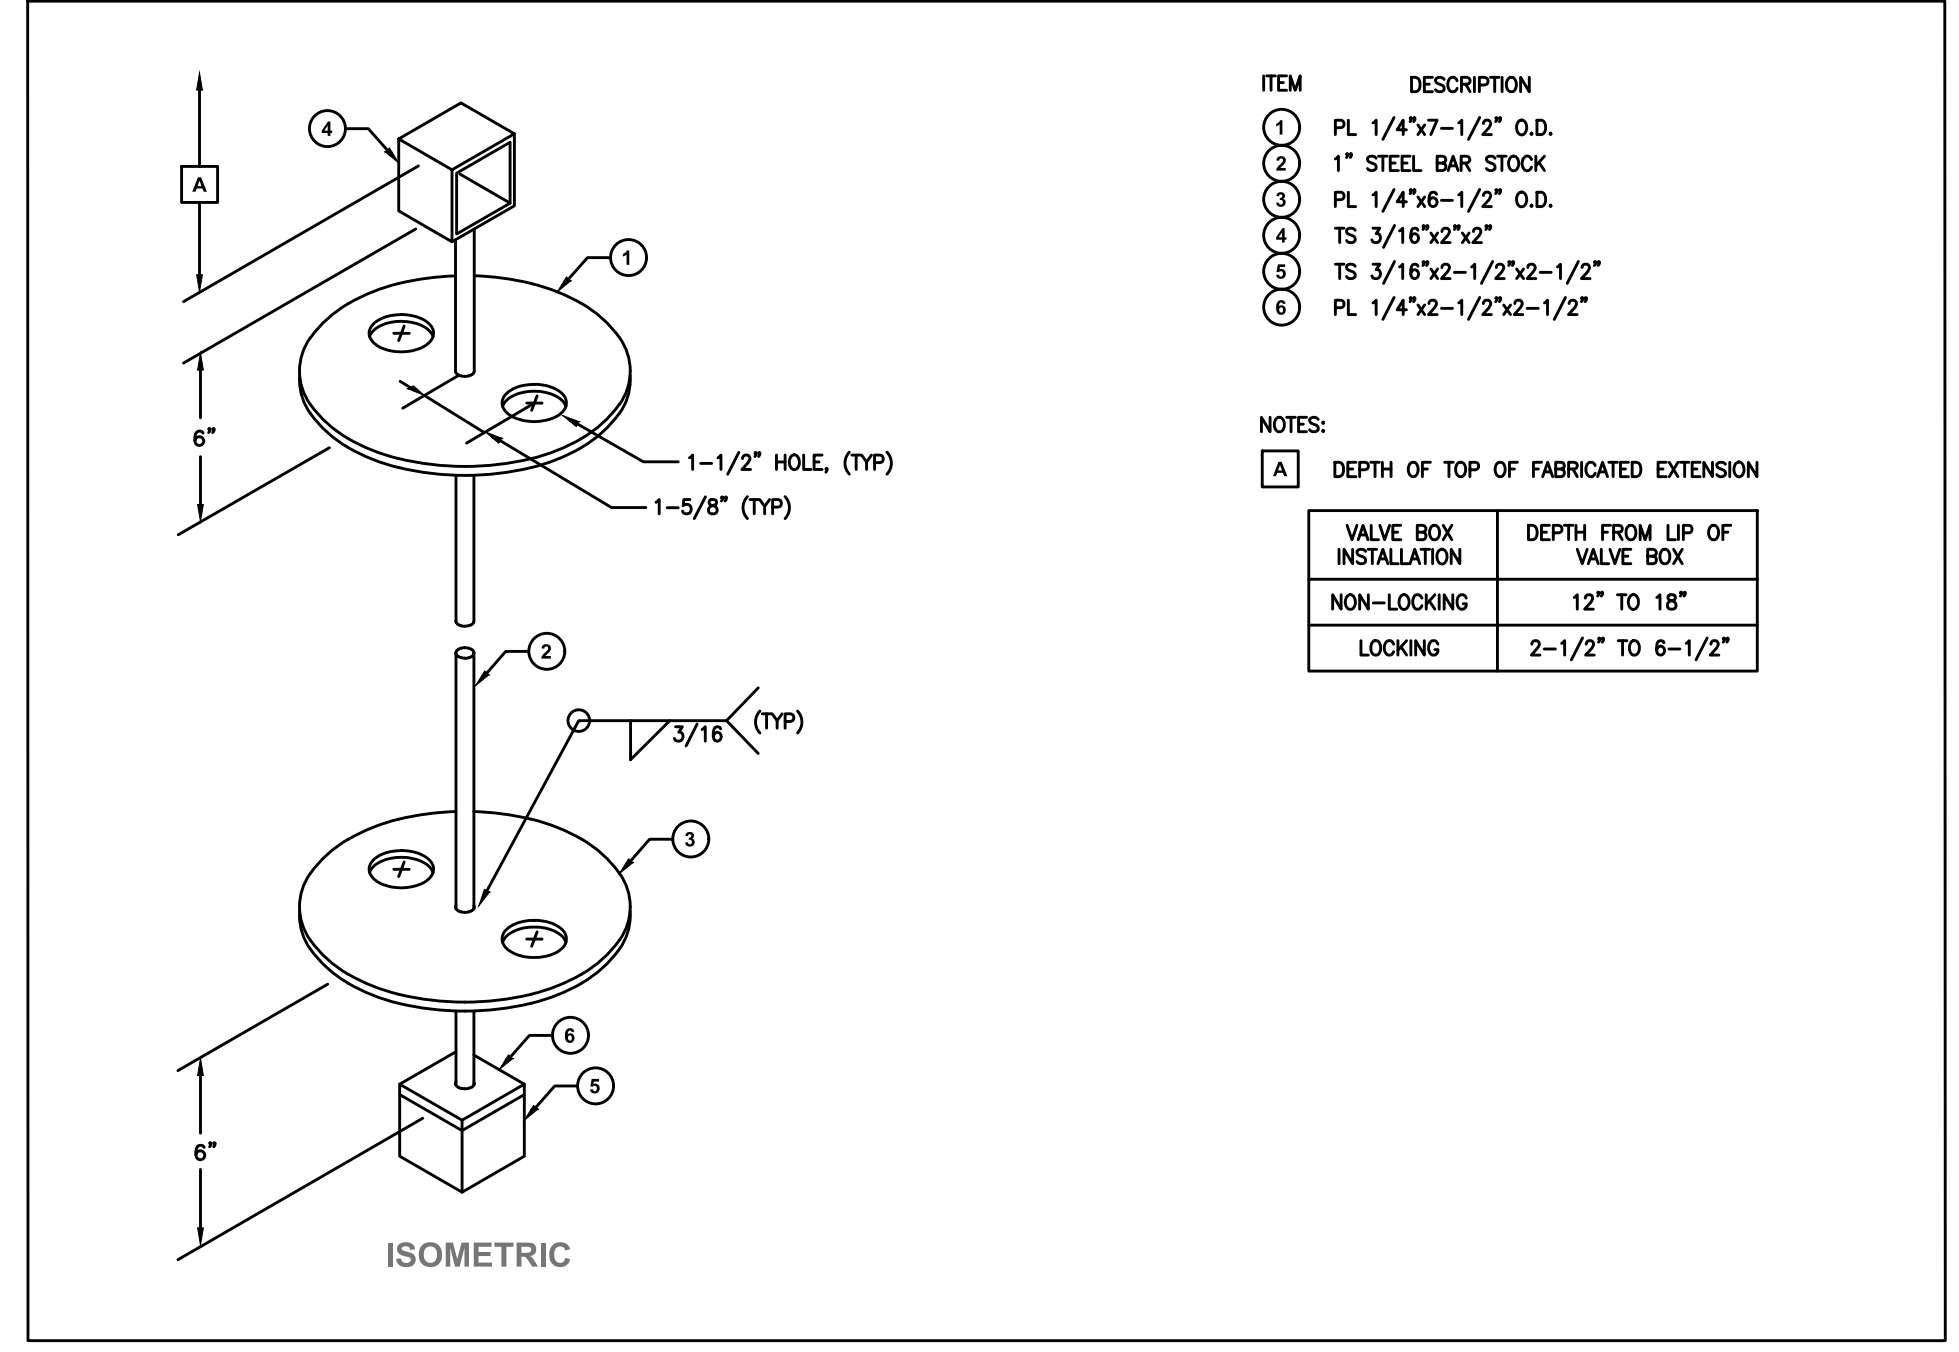 A
4
1
6”
1-1/2” HOLE, (TYP)
1-5/8” (TYP)
2
3/16
(TYP)
3
6
5
6”
ISOMETRIC
ITEM DESCRIPTION
1 PL 1/4”x7-1/2” O.D.
2 1” STEEL BAR STOCK
3 PL 1/4”x6-1/2” O.D.
4 TS 3/16”x2”x2”
5 TS 3/16”x2-1/2”x2-1/2”
6 PL 1/4”x2-1/2”x2-1/2”
NOTES:
A DEPTH OF TOP OF FABRICATED EXTENSION
VALVE BOX
INSTALLATION
DEPTH FROM LIP OF
VALVE BOX
NON-LOCKING 12” TO 18”
LOCKING 2-1/2” TO 6-1/2”